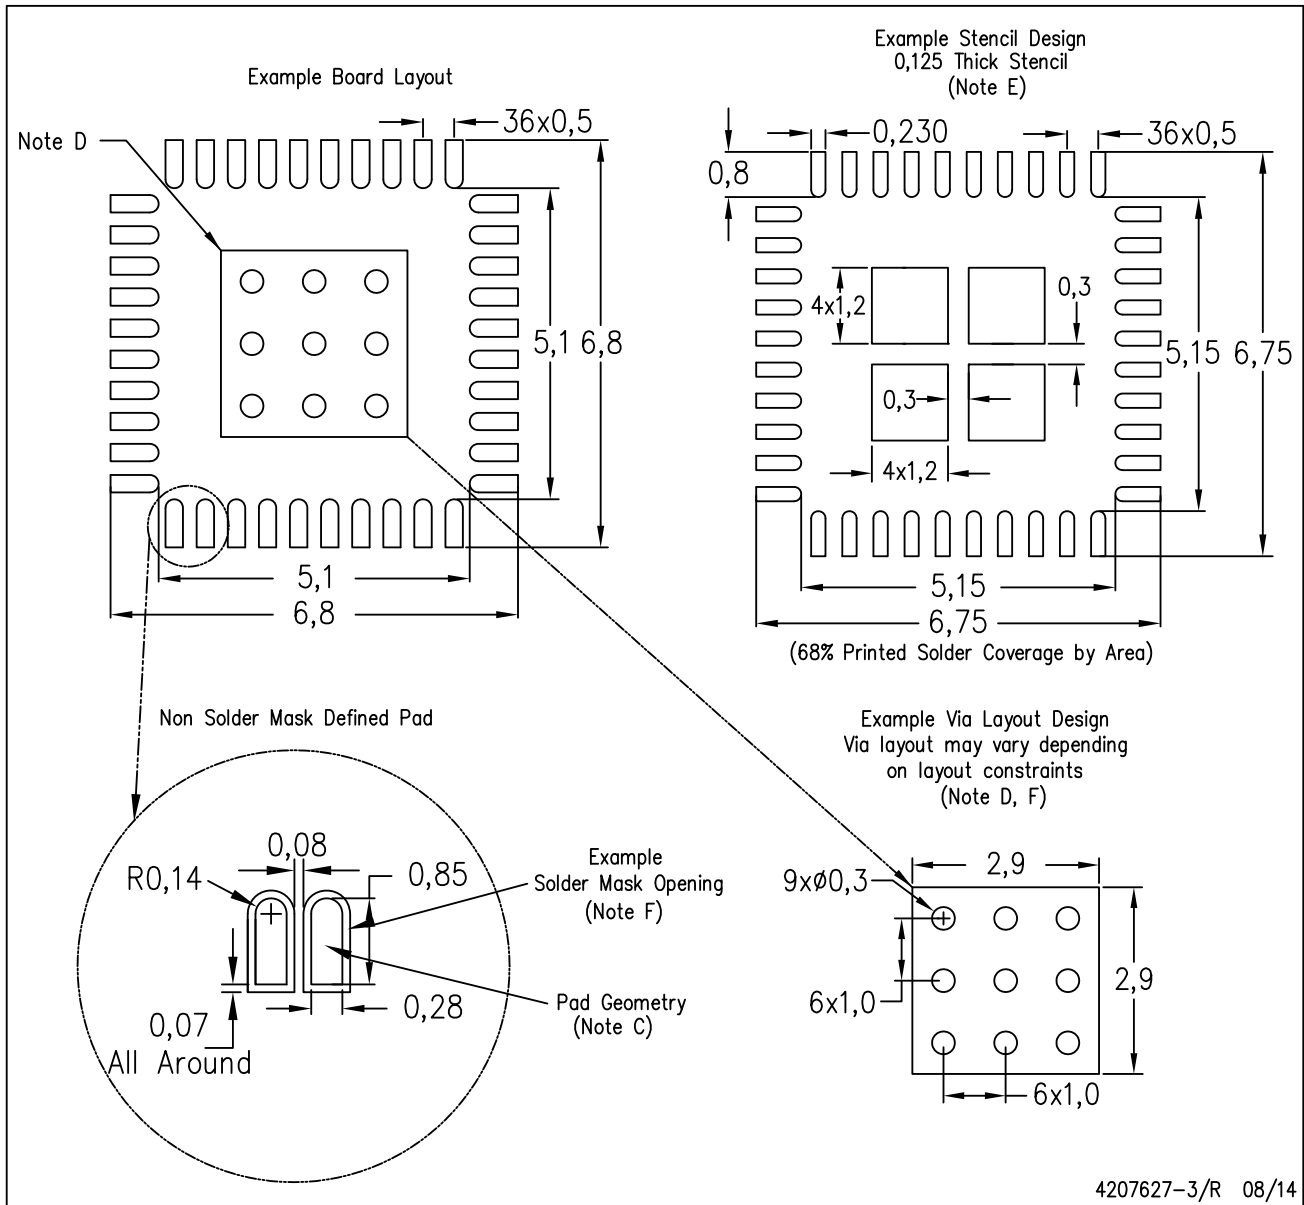 Example Board Layout
Note D
36x0,5
5,1
6,8
5,1
6,8
Example Stencil Design
0,125 Thick Stencil
(Note E)
0,230
36x0,5
0,8
4x1,2
0,3
0,3
4x1,2
5,15
6,75
5,15
6,75
(68% Printed Solder Coverage by Area)
Non Solder Mask Defined Pad
0,08
R0,14
0,85
Example
Solder Mask Opening
(Note F)
0,28
Pad Geometry
(Note C)
0,07
All Around
Example Via Layout Design
Via layout may vary depending
on layout constraints
(Note D, F)
2,9
9xø0,3
6x1,0
2,9
6x1,0
4207627-3/R 08/14